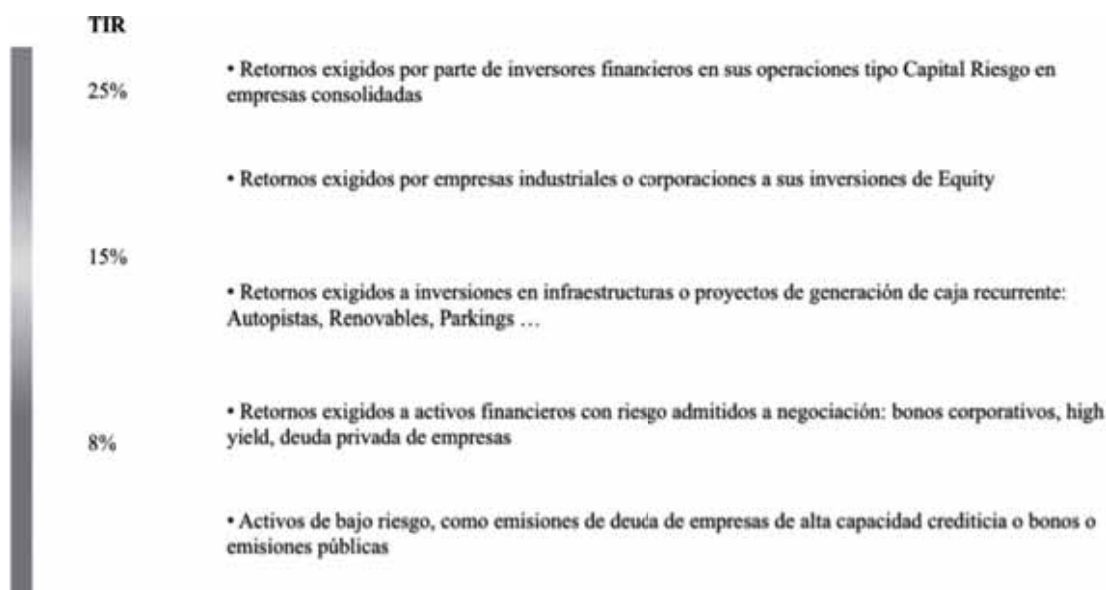 TIR
• Retornos exigidos por parte de inversores financieros en sus operaciones tipo Capital Riesgo en
25%
empresas consolidadas
• Retornos exigidos por empresas industriales o corporaciones a sus inversiones de Equity
15%
• Retornos exigidos a inversiones en infraestructuras o proyectos de generación de caja recurrente:
Autopistas, Renovables, Parkings ...
• Retornos exigidos a activos financieros con riesgo admitidos a negociación: bonos corporativos, high
8%
yield, deuda privada de empresas
• Activos de bajo riesgo, como emisiones de deuda de empresas de alta capacidad crediticia o bonos o
emisiones públicas